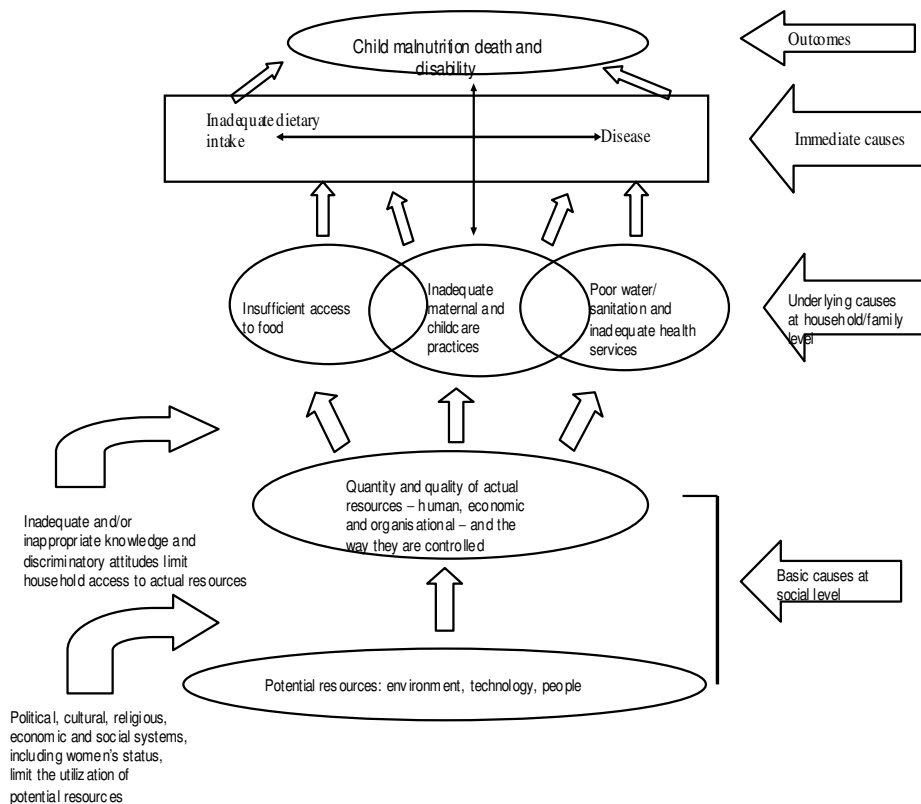 Child malnutrition death and
disability
Outcomes
Inadequate dietary
intake
Disease
Immediate causes
Insufficient access
to food
Inadequate
maternal and
childcare
practices
Poor water/
sanitation and
inadequate health
services
Underlying causes
at household/family
level
Quantity and quality of actual
resources – human, economic
and organisational – and the
way they are controlled
Inadequate and/or
inappropriate knowledge and
discriminatory attitudes limit
household access to actual resources
Basic causes at
social level
Potential resources: environment, technology, people
Political, cultural, religious,
economic and social systems,
including women's status,
limit the utilization of
potential resources